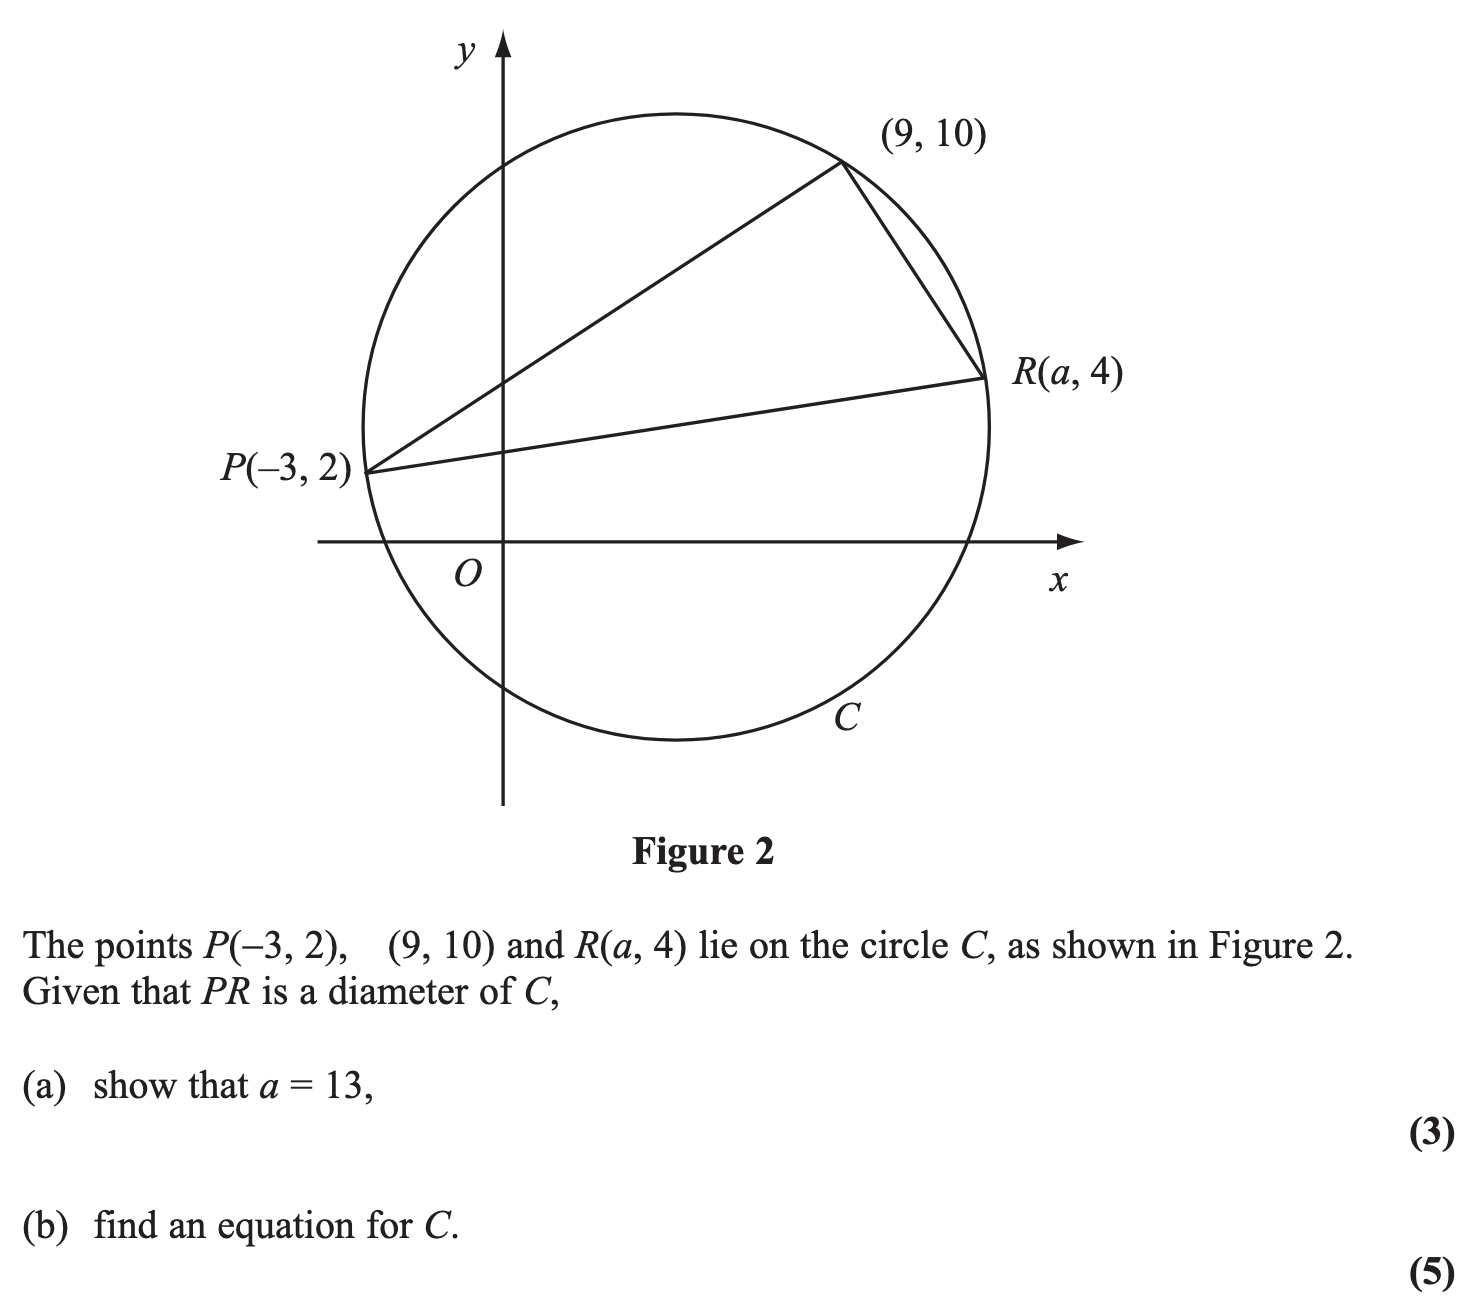 y
(9, 10)
R(a, 4)
P(–3, 2)
O
x
C
Figure 2
The points P(–3, 2), (9, 10) and R(a, 4) lie on the circle C, as shown in Figure 2.
Given that PR is a diameter of C,
(a) show that a = 13,
(3)
(b) find an equation for C.
(5)